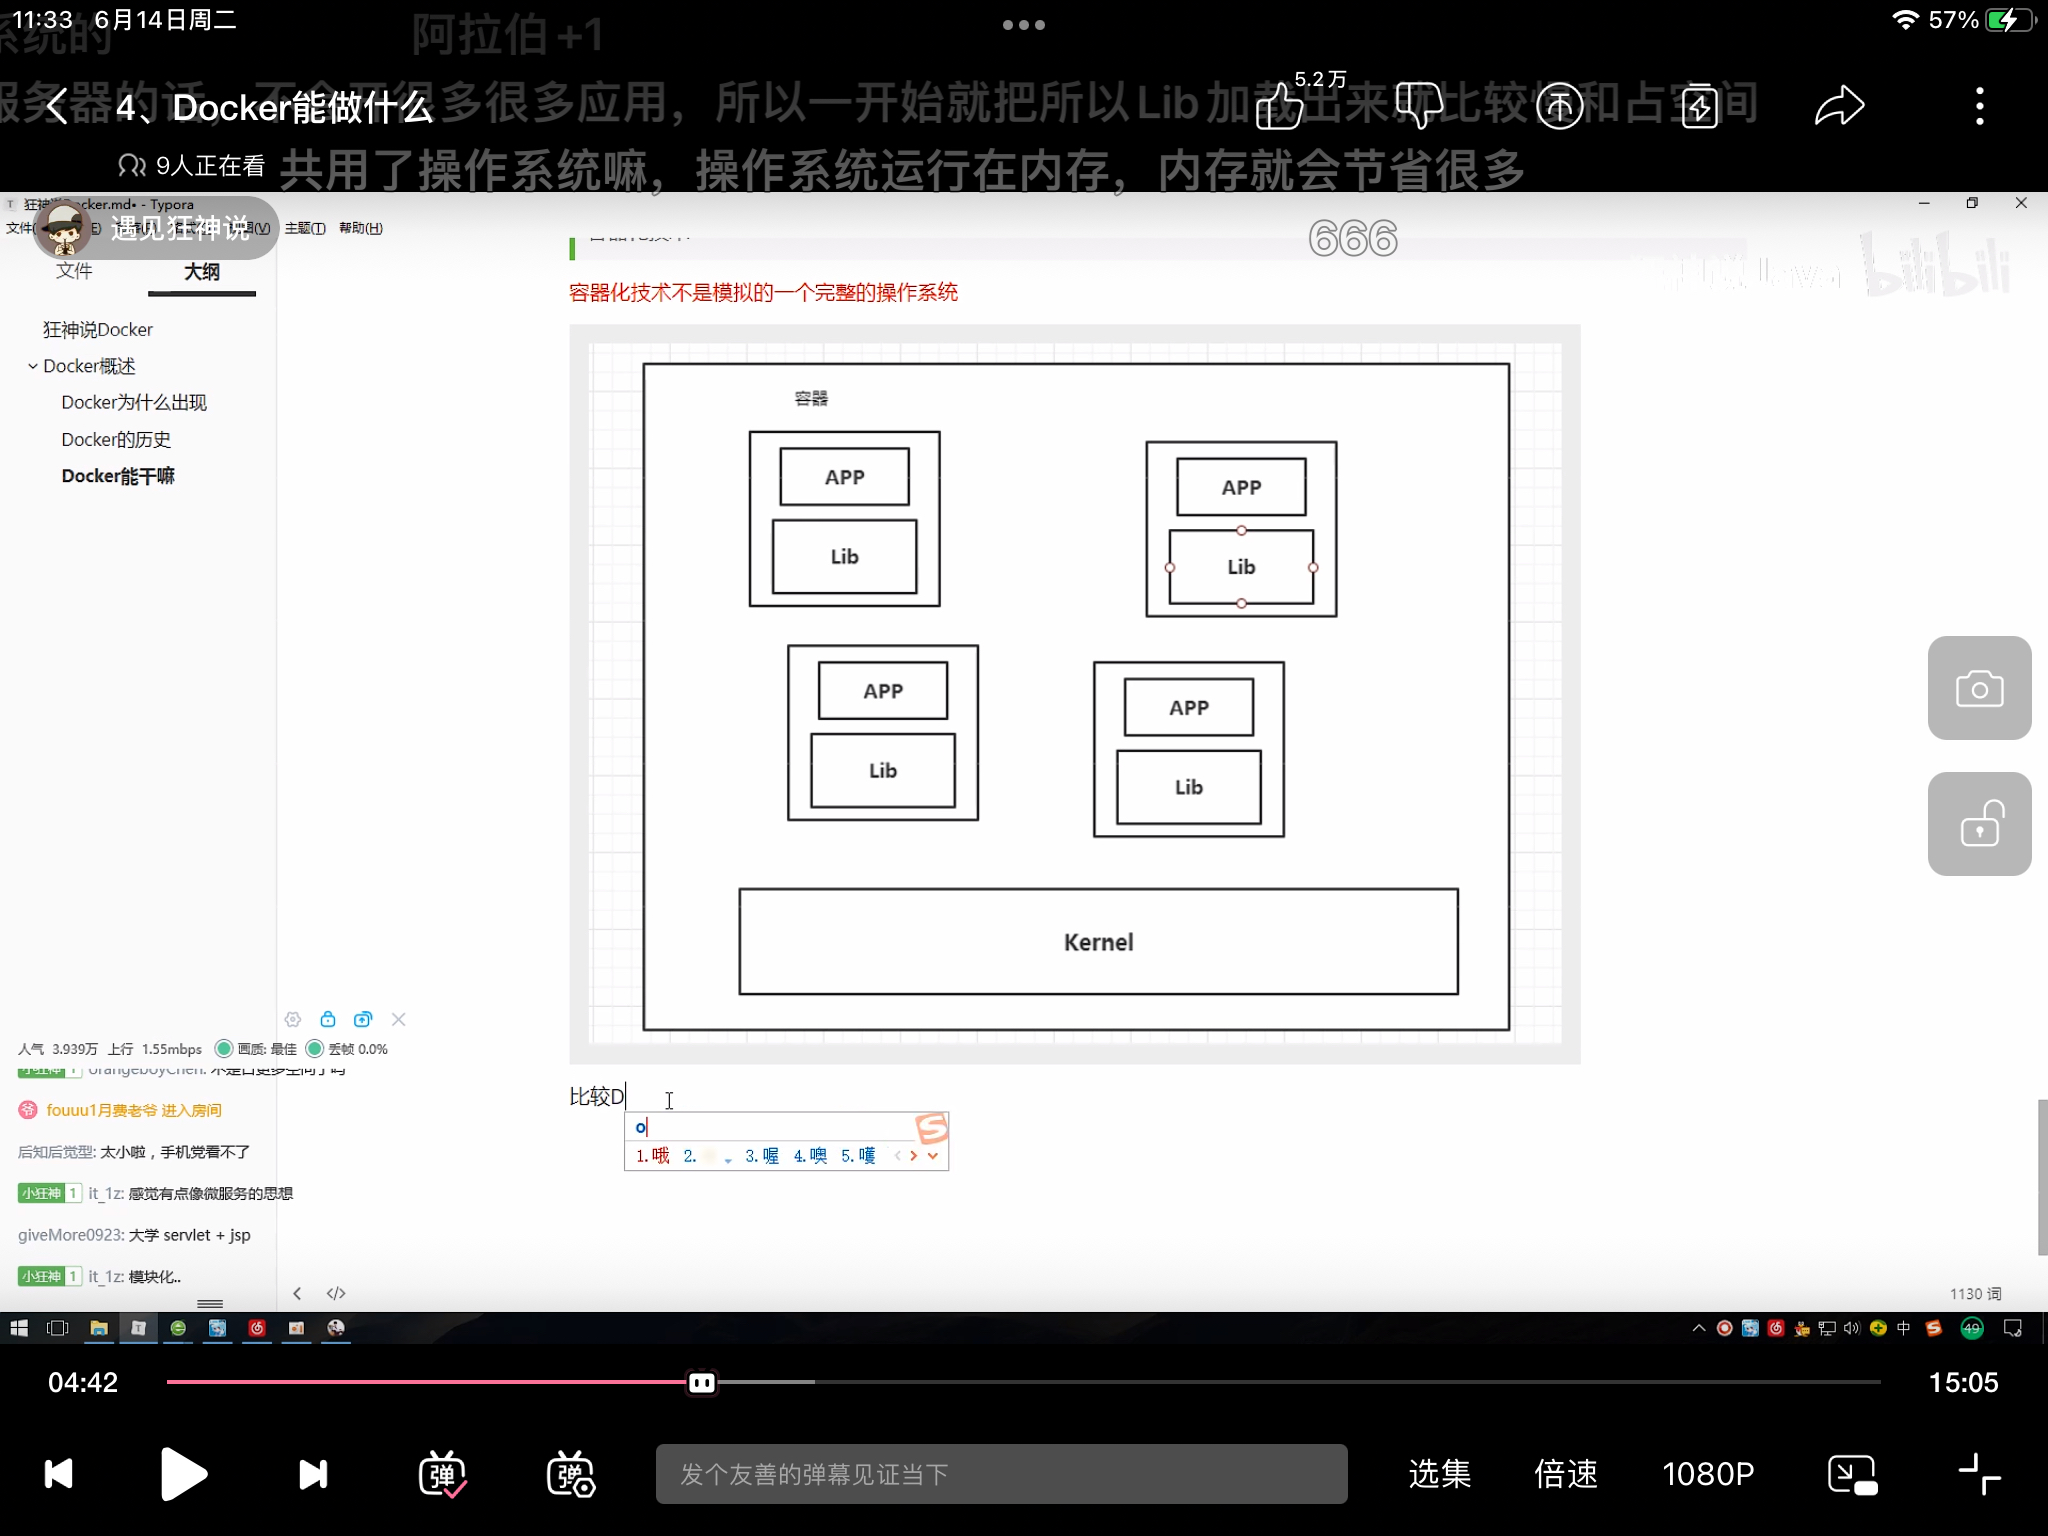 11:33 6月14日周二
57%
系统的
阿拉伯+1
4、Docker能做什么
5.2万
很多很多应用，所以一开始就把所以Lib加载出来就比较慢和占空间
9人正在看
共用了操作系统嘛，操作系统运行在内存，内存就会节省很多
狂神说Docker.md• - Typora
遇见狂神说
主题(T) 帮助(H)
666
bilibili
文件
大纲
容器化技术不是模拟的一个完整的操作系统
狂神说Docker
Docker概述
Docker为什么出现
Docker的历史
Docker能干嘛
容器
APP
Lib
APP
Lib
APP
Lib
APP
Lib
Kernel
人气 3.939万 上行 1.55mbps 画质: 最佳 丢帧 0.0%
小狂神 1 orangeboyChen: 不是占更多空间了吗
fouuu1月费老爷 进入房间
后知后觉型: 太小啦，手机党看不了
小狂神 1 it_1z: 感觉有点像微服务的思想
giveMore0923: 大学 servlet + jsp
小狂神 1 it_1z: 模块化..
比较D
o
1.哦 2. 3.喔 4.噢 5.嚄
1130 词
中
49
04:42
15:05
弹
弹
发个友善的弹幕见证当下
选集
倍速
1080P